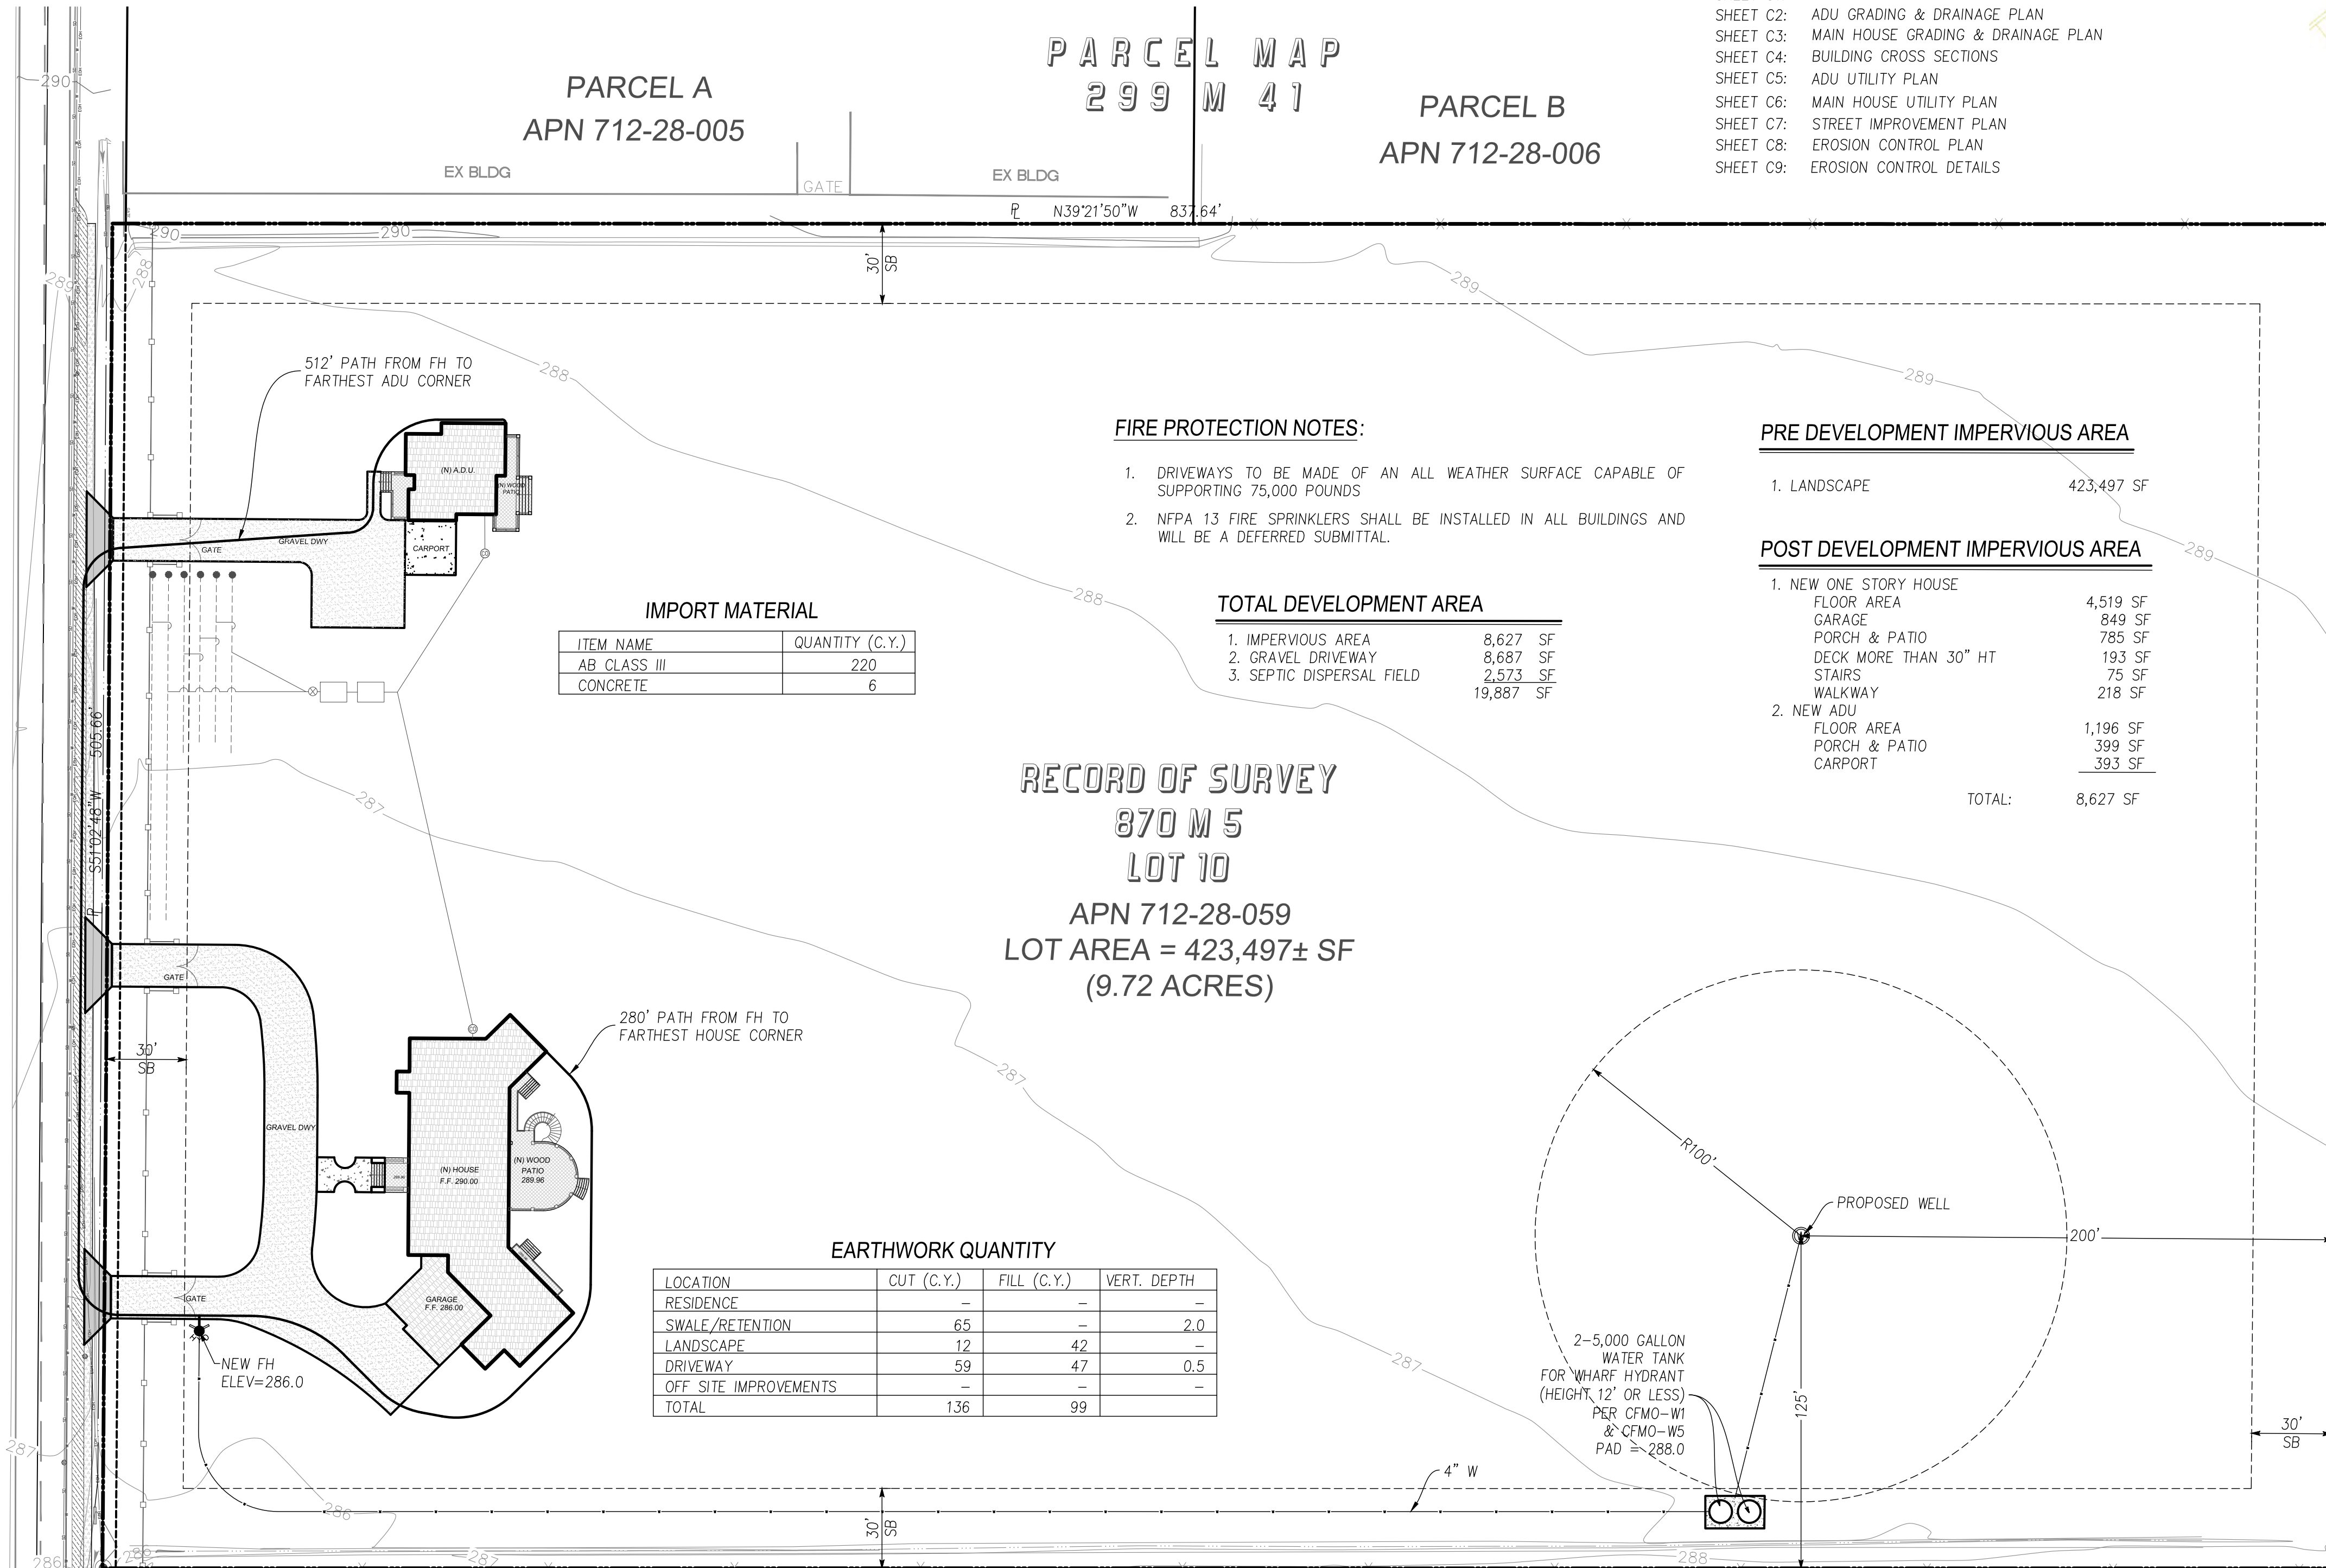 SHEET C2: ADU GRADING & DRAINAGE PLAN
SHEET C3: MAIN HOUSE GRADING & DRAINAGE PLAN
SHEET C4: BUILDING CROSS SECTIONS
SHEET C5: ADU UTILITY PLAN
SHEET C6: MAIN HOUSE UTILITY PLAN
SHEET C7: STREET IMPROVEMENT PLAN
SHEET C8: EROSION CONTROL PLAN
SHEET C9: EROSION CONTROL DETAILS
PARCEL MAP
299 M 41
PARCEL A
APN 712-28-005
PARCEL B
APN 712-28-006
EX BLDG
GATE
EX BLDG
PL N39°21'50"W 837.64'
290
290
290
289
288
30'
SB
289
289
289
288
288
512' PATH FROM FH TO
FARTHEST ADU CORNER
(N) A.D.U.
(N) WOOD
PATIO
CARPORT
GRAVEL DWY
GATE
CO
FIRE PROTECTION NOTES:
1. DRIVEWAYS TO BE MADE OF AN ALL WEATHER SURFACE CAPABLE OF
SUPPORTING 75,000 POUNDS
2. NFPA 13 FIRE SPRINKLERS SHALL BE INSTALLED IN ALL BUILDINGS AND
WILL BE A DEFERRED SUBMITTAL.
PRE DEVELOPMENT IMPERVIOUS AREA
1. LANDSCAPE 423,497 SF
POST DEVELOPMENT IMPERVIOUS AREA
1. NEW ONE STORY HOUSE
FLOOR AREA 4,519 SF
GARAGE 849 SF
PORCH & PATIO 785 SF
DECK MORE THAN 30" HT 193 SF
STAIRS 75 SF
WALKWAY 218 SF
2. NEW ADU
FLOOR AREA 1,196 SF
PORCH & PATIO 399 SF
CARPORT 393 SF
TOTAL: 8,627 SF
IMPORT MATERIAL
ITEM NAME QUANTITY (C.Y.)
AB CLASS III 220
CONCRETE 6
TOTAL DEVELOPMENT AREA
1. IMPERVIOUS AREA 8,627 SF
2. GRAVEL DRIVEWAY 8,687 SF
3. SEPTIC DISPERSAL FIELD 2,573 SF
19,887 SF
PL S51°02'48"W 505.66'
287
RECORD OF SURVEY
870 M 5
LOT 10
APN 712-28-059
LOT AREA = 423,497± SF
(9.72 ACRES)
GATE
30'
SB
GRAVEL DWY
CO
280' PATH FROM FH TO
FARTHEST HOUSE CORNER
(N) HOUSE
F.F. 290.00
(N) WOOD
PATIO
289.96
GARAGE
F.F. 286.00
GATE
NEW FH
ELEV=286.0
287
R100'
PROPOSED WELL
200'
125'
EARTHWORK QUANTITY
LOCATION CUT (C.Y.) FILL (C.Y.) VERT. DEPTH
RESIDENCE – – –
SWALE/RETENTION 65 – 2.0
LANDSCAPE 12 42 –
DRIVEWAY 59 47 0.5
OFF SITE IMPROVEMENTS – – –
TOTAL 136 99
2-5,000 GALLON
WATER TANK
FOR WHARF HYDRANT
(HEIGHT 12' OR LESS)
PER CFMO-W1
& CFMO-W5
PAD = 288.0
287
30'
SB
4" W
287
286
30'
SB
286
287
288